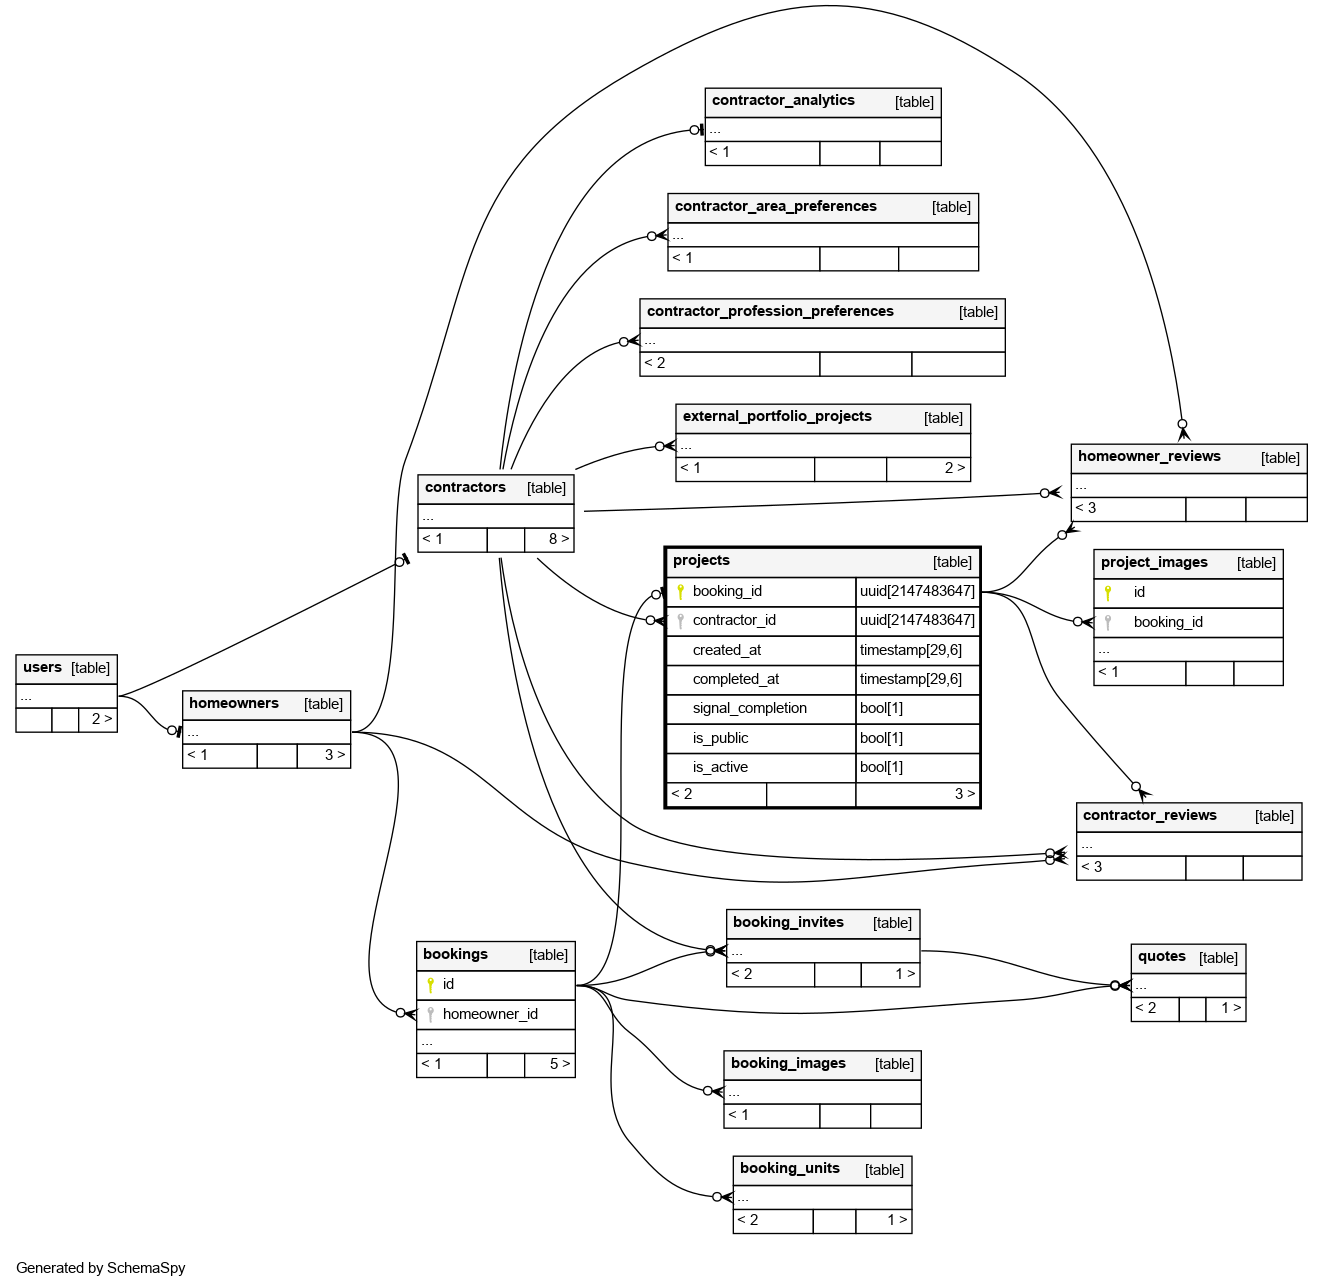 contractor_analytics [table]
...
< 1
contractor_area_preferences [table]
...
< 1
contractor_profession_preferences [table]
...
< 2
external_portfolio_projects [table]
...
< 1 2 >
homeowner_reviews [table]
...
< 3
contractors [table]
...
< 1 8 >
projects [table]
booking_id uuid[2147483647]
contractor_id uuid[2147483647]
created_at timestamp[29,6]
completed_at timestamp[29,6]
signal_completion bool[1]
is_public bool[1]
is_active bool[1]
< 2 3 >
project_images [table]
id
booking_id
...
< 1
users [table]
...
2 >
homeowners [table]
...
< 1 3 >
contractor_reviews [table]
...
< 3
bookings [table]
id
homeowner_id
...
< 1 5 >
booking_invites [table]
...
< 2 1 >
quotes [table]
...
< 2 1 >
booking_images [table]
...
< 1
booking_units [table]
...
< 2 1 >
Generated by SchemaSpy